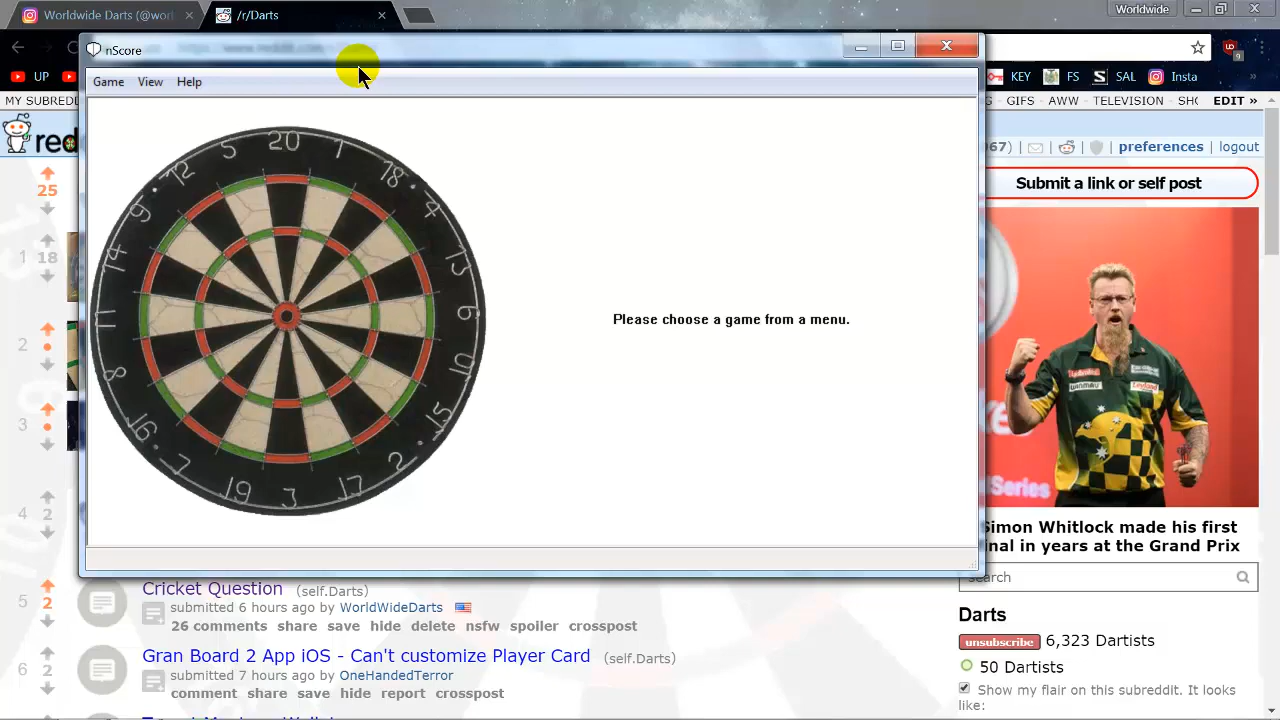 Worldwide Darts (@wor
/r/Darts
Worldwide
nScore
UP
KEY
FS
SAL
Insta
Game View Help
MY SUBREDD
GIFS - AWW - TELEVISION - SHO
EDIT »
red
preferences | logout
25
Submit a link or self post
1
18
20
1
18
4
13
6
10
15
2
17
3
19
7
16
8
11
14
9
12
5
Please choose a game from a menu.
2
3
4
2
Simon Whitlock made his first
inal in years at the Grand Prix
search
5
2
Cricket Question (self.Darts)
submitted 6 hours ago by WorldWideDarts
26 comments share save hide delete nsfw spoiler crosspost
Darts
unsubscribe 6,323 Dartists
50 Dartists
Show my flair on this subreddit. It looks
like:
6
2
Gran Board 2 App iOS - Can't customize Player Card (self.Darts)
submitted 7 hours ago by OneHandedTerror
comment share save hide report crosspost